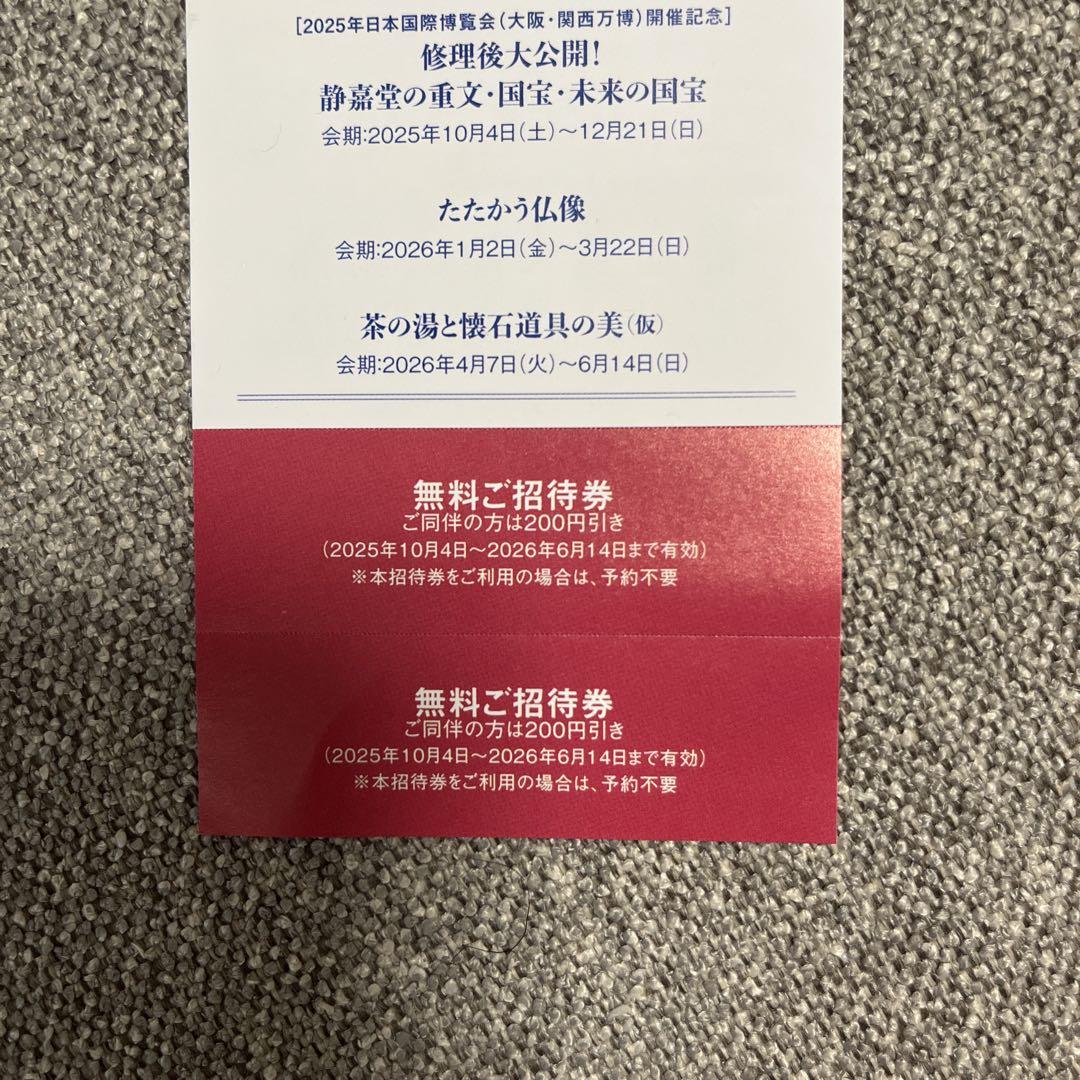 [2025年日本国際博覧会（大阪・関西万博）開催記念]
修理後大公開！
静嘉堂の重文・国宝・未来の国宝
会期:2025年10月4日（土）～12月21日（日）
たたかう仏像
会期:2026年1月2日（金）～3月22日（日）
茶の湯と懐石道具の美（仮）
会期:2026年4月7日（火）～6月14日（日）
無料ご招待券
ご同伴の方は200円引き
（2025年10月4日～2026年6月14日まで有効）
※本招待券をご利用の場合は、予約不要
無料ご招待券
ご同伴の方は200円引き
（2025年10月4日～2026年6月14日まで有効）
※本招待券をご利用の場合は、予約不要